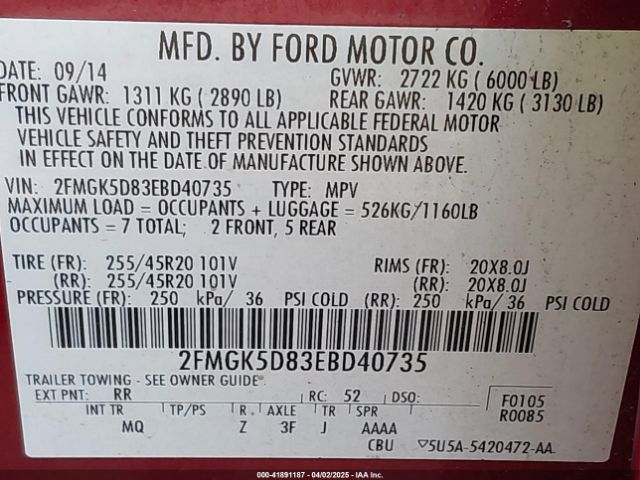 MFD. BY FORD MOTOR CO.
DATE: 09/14 GVWR: 2722 KG ( 6000 LB)
FRONT GAWR: 1311 KG ( 2890 LB) REAR GAWR: 1420 KG ( 3130 LB)
THIS VEHICLE CONFORMS TO ALL APPLICABLE FEDERAL MOTOR
VEHICLE SAFETY AND THEFT PREVENTION STANDARDS
IN EFFECT ON THE DATE OF MANUFACTURE SHOWN ABOVE.
VIN: 2FMGK5D83EBD40735 TYPE: MPV
MAXIMUM LOAD = OCCUPANTS + LUGGAGE = 526KG/1160LB
OCCUPANTS = 7 TOTAL; 2 FRONT, 5 REAR
TIRE (FR): 255/45R20 101V RIMS (FR): 20X8.0J
(RR): 255/45R20 101V (RR): 20X8.0J
PRESSURE (FR): 250 kPa/ 36 PSI COLD (RR): 250 kPa/ 36 PSI COLD
2FMGK5D83EBD40735
TRAILER TOWING - SEE OWNER GUIDE
EXT PNT: RR RC: 52 DSO: F0105
INT TR TP/PS R. AXLE TR SPR R0085
MQ Z 3F J AAAA
CBU ▽5U5A-5420472-AA
000-41891187 - 04/02/2025 - IAA Inc.